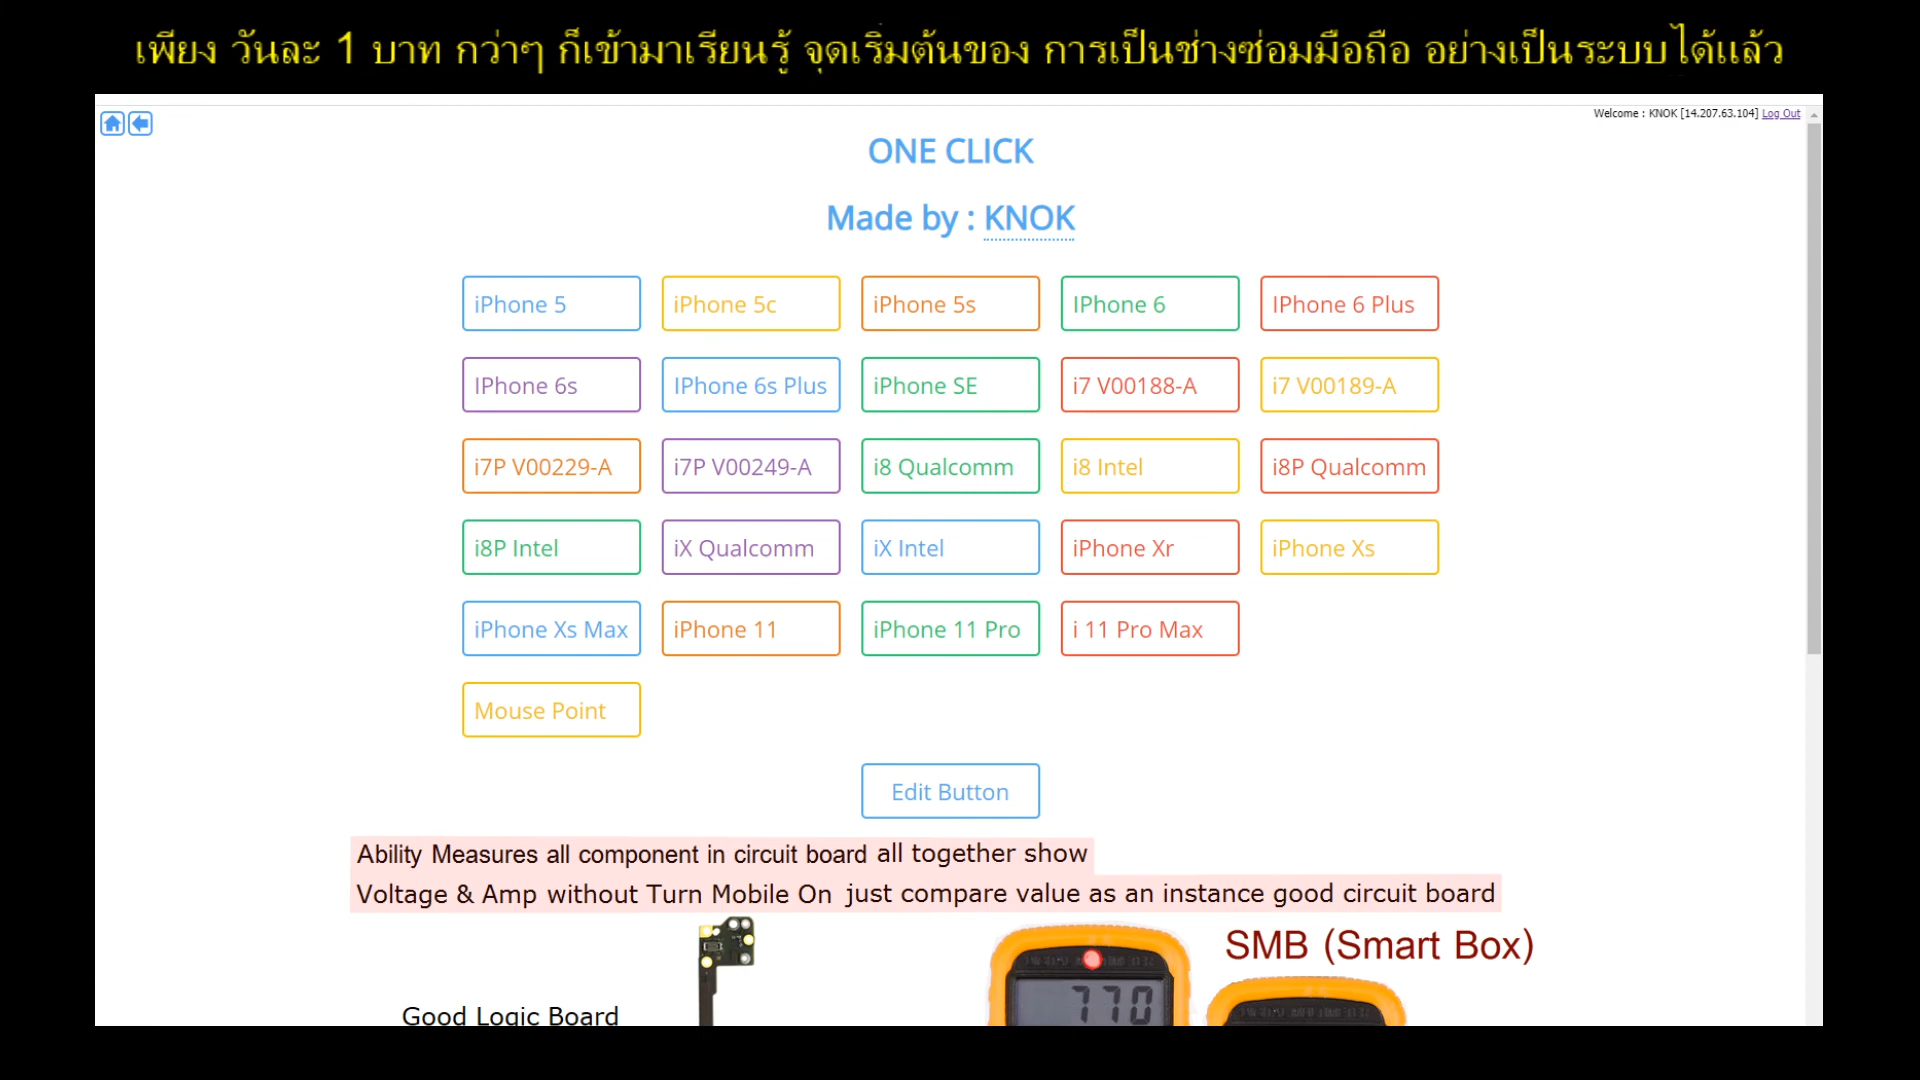 เพียง วันละ 1 บาท กว่าๆ ก็เข้ามาเรียนรู้ จุดเริ่มต้นของ การเป็นช่างซ่อมมือถือ อย่างเป็นระบบได้แล้ว
Welcome : KNOK [14.207.63.104] Log Out
ONE CLICK
Made by : KNOK
iPhone 5
iPhone 5c
iPhone 5s
IPhone 6
IPhone 6 Plus
IPhone 6s
IPhone 6s Plus
iPhone SE
i7 V00188-A
i7 V00189-A
i7P V00229-A
i7P V00249-A
i8 Qualcomm
i8 Intel
i8P Qualcomm
i8P Intel
iX Qualcomm
iX Intel
iPhone Xr
iPhone Xs
iPhone Xs Max
iPhone 11
iPhone 11 Pro
i 11 Pro Max
Mouse Point
Edit Button
Ability Measures all component in circuit board all together show
Voltage & Amp without Turn Mobile On just compare value as an instance good circuit board
SMB (Smart Box)
770
Good Logic Board